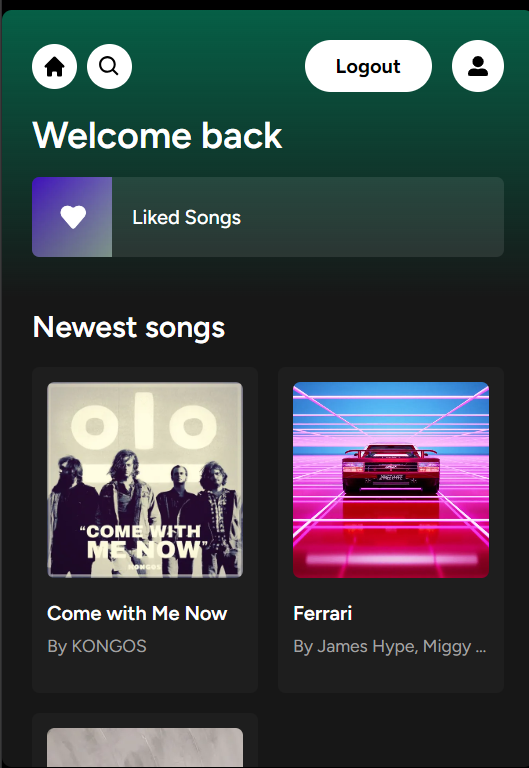 Logout
Welcome back
Liked Songs
Newest songs
olo
"COME WITH
ME NOW"
KONGOS
Come with Me Now
By KONGOS
Ferrari
By James Hype, Miggy ...